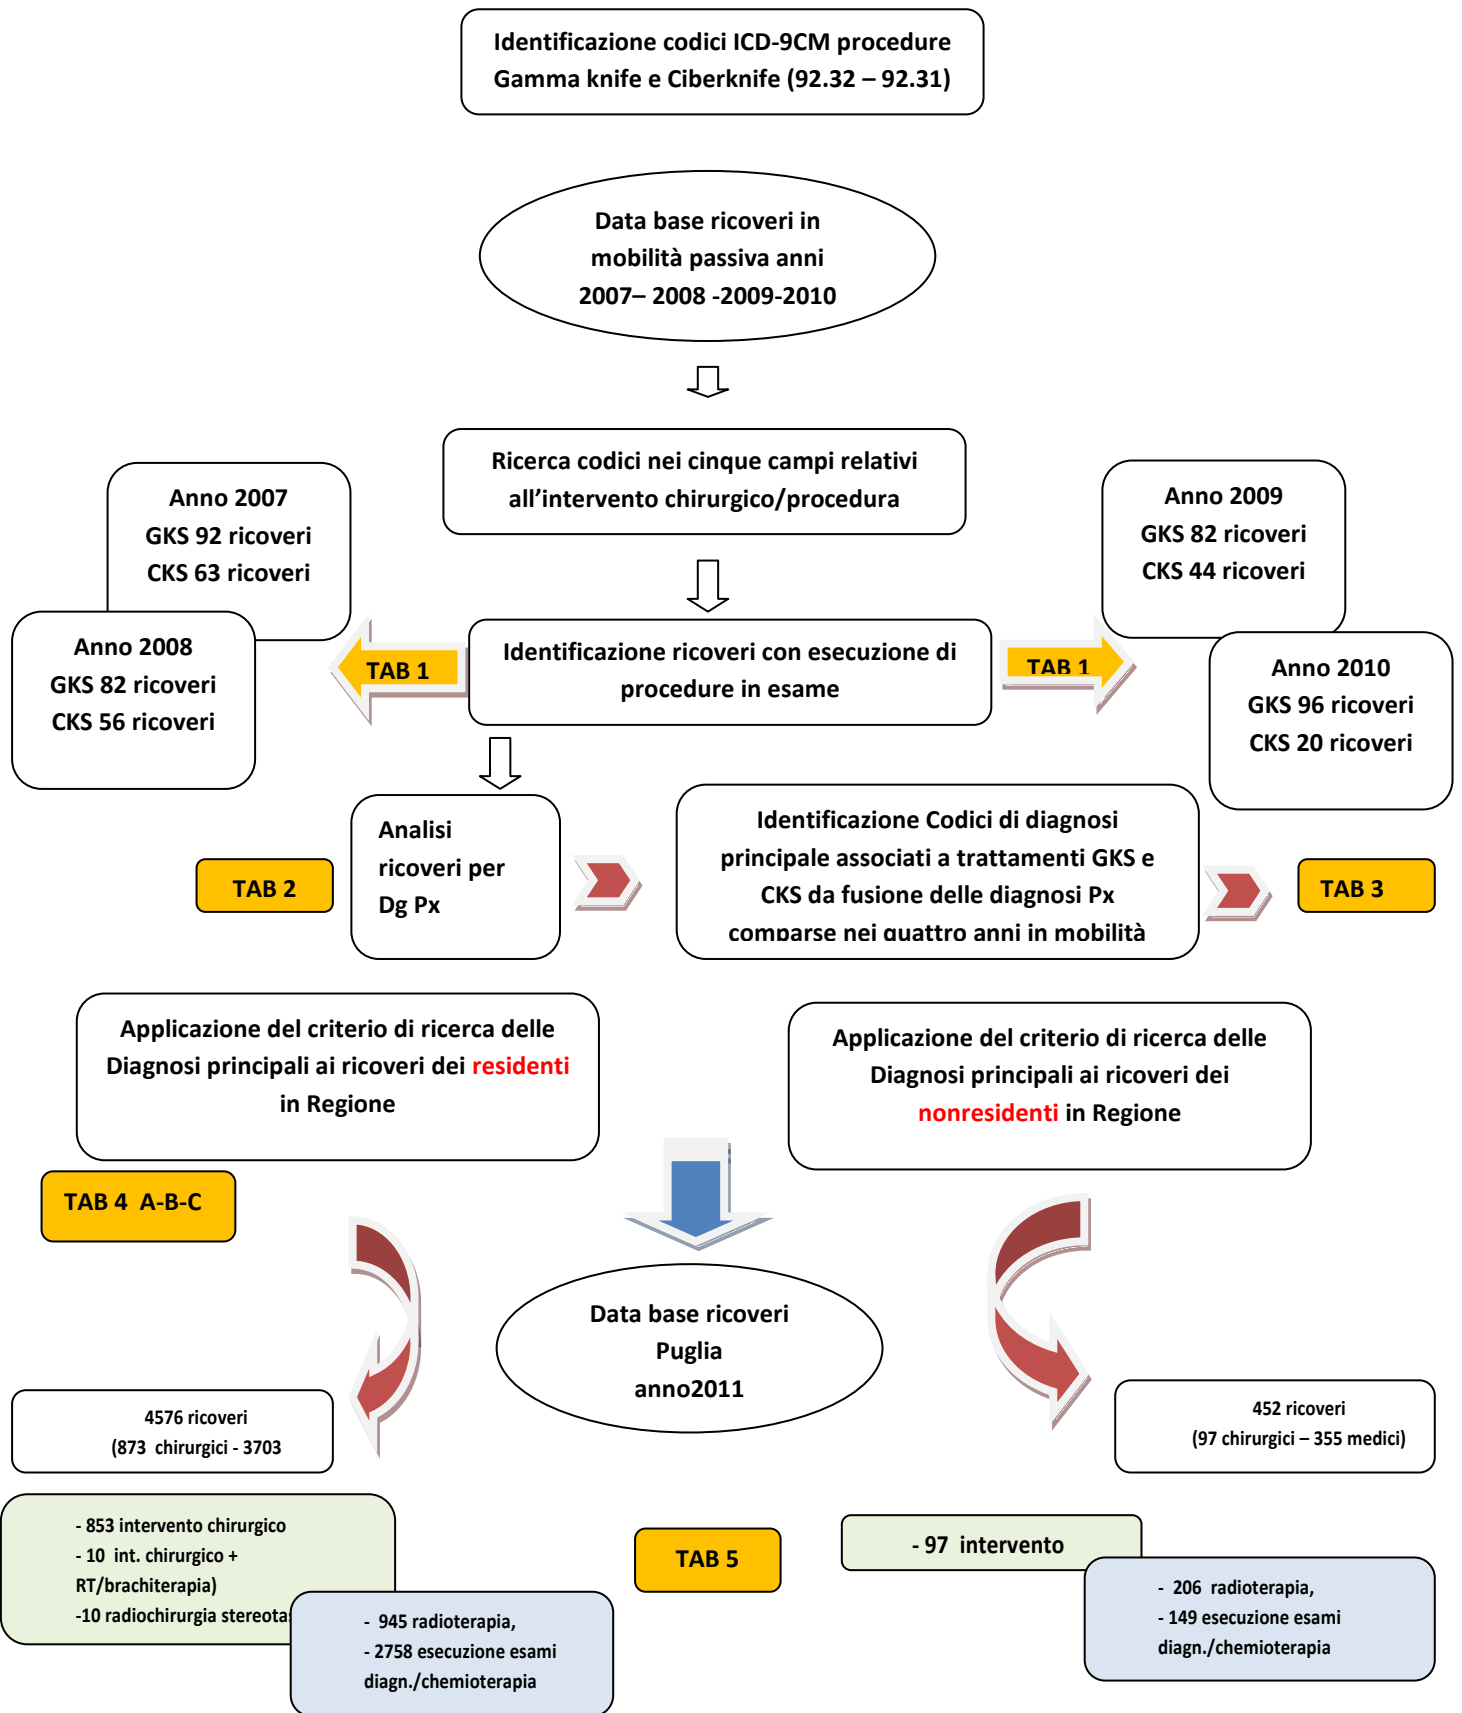 Identificazione codici ICD-9CM procedure
Gamma knife e Ciberknife (92.32 – 92.31)
Data base ricoveri in
mobilità passiva anni
2007– 2008 -2009-2010
Ricerca codici nei cinque campi relativi
all’intervento chirurgico/procedura
Anno 2007
GKS 92 ricoveri
CKS 63 ricoveri
Anno 2009
GKS 82 ricoveri
CKS 44 ricoveri
Anno 2008
GKS 82 ricoveri
CKS 56 ricoveri
TAB 1
Identificazione ricoveri con esecuzione di
procedure in esame
TAB 1
Anno 2010
GKS 96 ricoveri
CKS 20 ricoveri
TAB 2
Analisi
ricoveri per
Dg Px
Identificazione Codici di diagnosi
principale associati a trattamenti GKS e
CKS da fusione delle diagnosi Px
comparse nei quattro anni in mobilità
TAB 3
Applicazione del criterio di ricerca delle
Diagnosi principali ai ricoveri dei residenti
in Regione
Applicazione del criterio di ricerca delle
Diagnosi principali ai ricoveri dei
nonresidenti in Regione
TAB 4  A-B-C
Data base ricoveri
Puglia
anno2011
4576 ricoveri
(873  chirurgici - 3703
452 ricoveri
(97 chirurgici – 355 medici)
- 853 intervento chirurgico
- 10  int. chirurgico +
RT/brachiterapia)
-10 radiochirurgia stereotas
-  945 radioterapia,
- 2758 esecuzione esami
diagn./chemioterapia
TAB 5
- 97  intervento
-  206  radioterapia,
- 149 esecuzione esami
diagn./chemioterapia